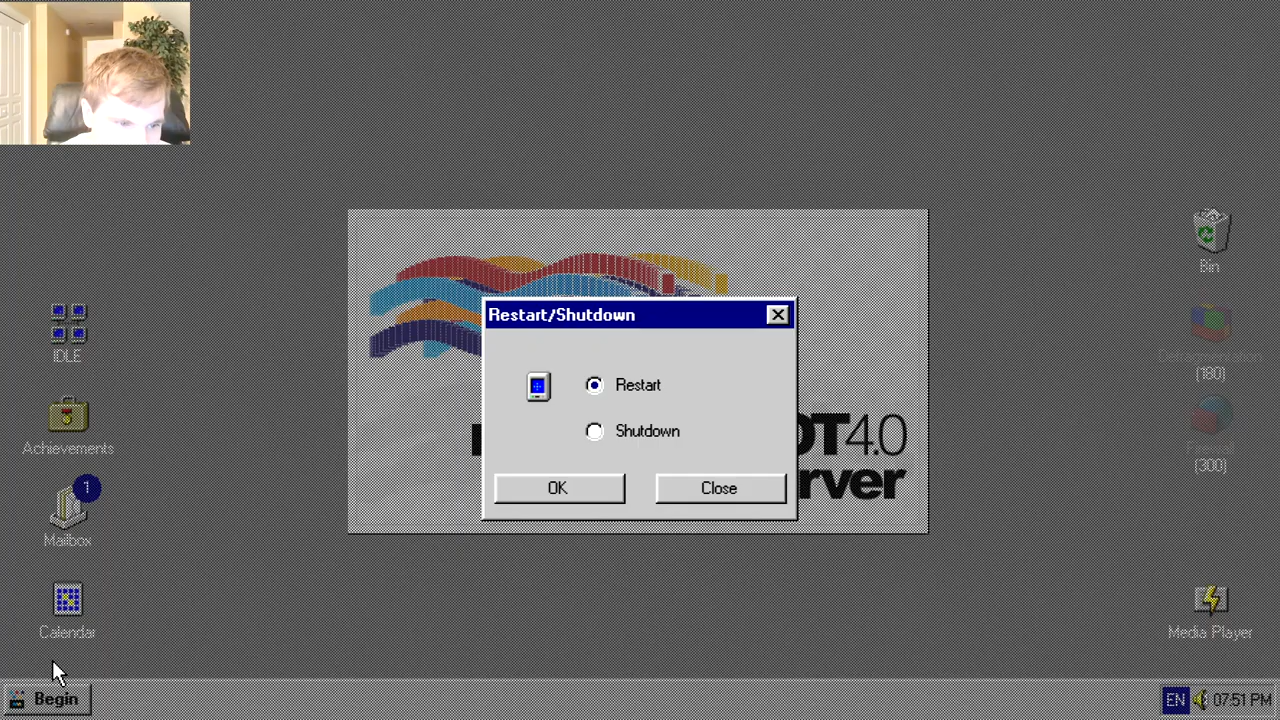 Restart/Shutdown
Restart
Shutdown
OK
Close
OT4.0
rver
IDLE
Achievements
1
Mailbox
Calendar
Bin
Defragmentation
(180)
(300)
Media Player
Begin
EN
07:51 PM